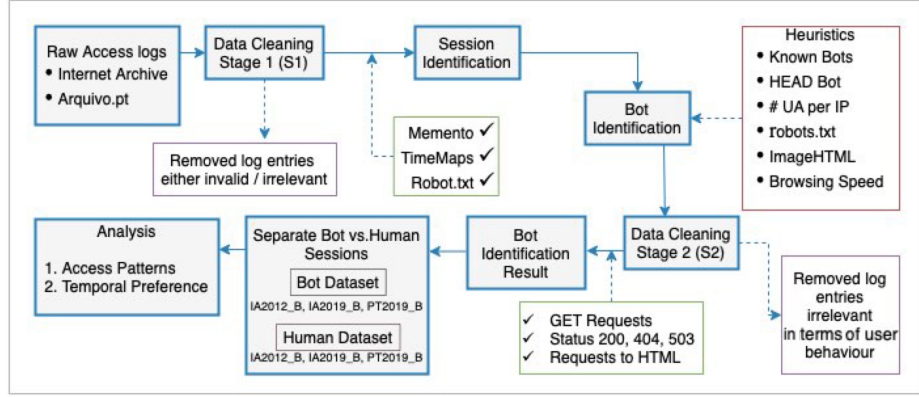 Raw Access logs
• Internet Archive
• Arquivo.pt
Data Cleaning
Stage 1 (S1)
Session
Identification
Bot
Identification
Heuristics
• Known Bots
• HEAD Bot
• # UA per IP
• robots.txt
• ImageHTML
• Browsing Speed
Removed log entries
either invalid / irrelevant
Memento ✓
TimeMaps ✓
Robot.txt ✓
Analysis
1. Access Patterns
2. Temporal Preference
Separate Bot vs.Human
Sessions
Bot Dataset
IA2012_B, IA2019_B, PT2019_B
Human Dataset
IA2012_B, IA2019_B, PT2019_B
Bot
Identification
Result
Data Cleaning
Stage 2 (S2)
✓ GET Requests
✓ Status 200, 404, 503
✓ Requests to HTML
Removed log
entries
irrelevant
in terms of user
behaviour